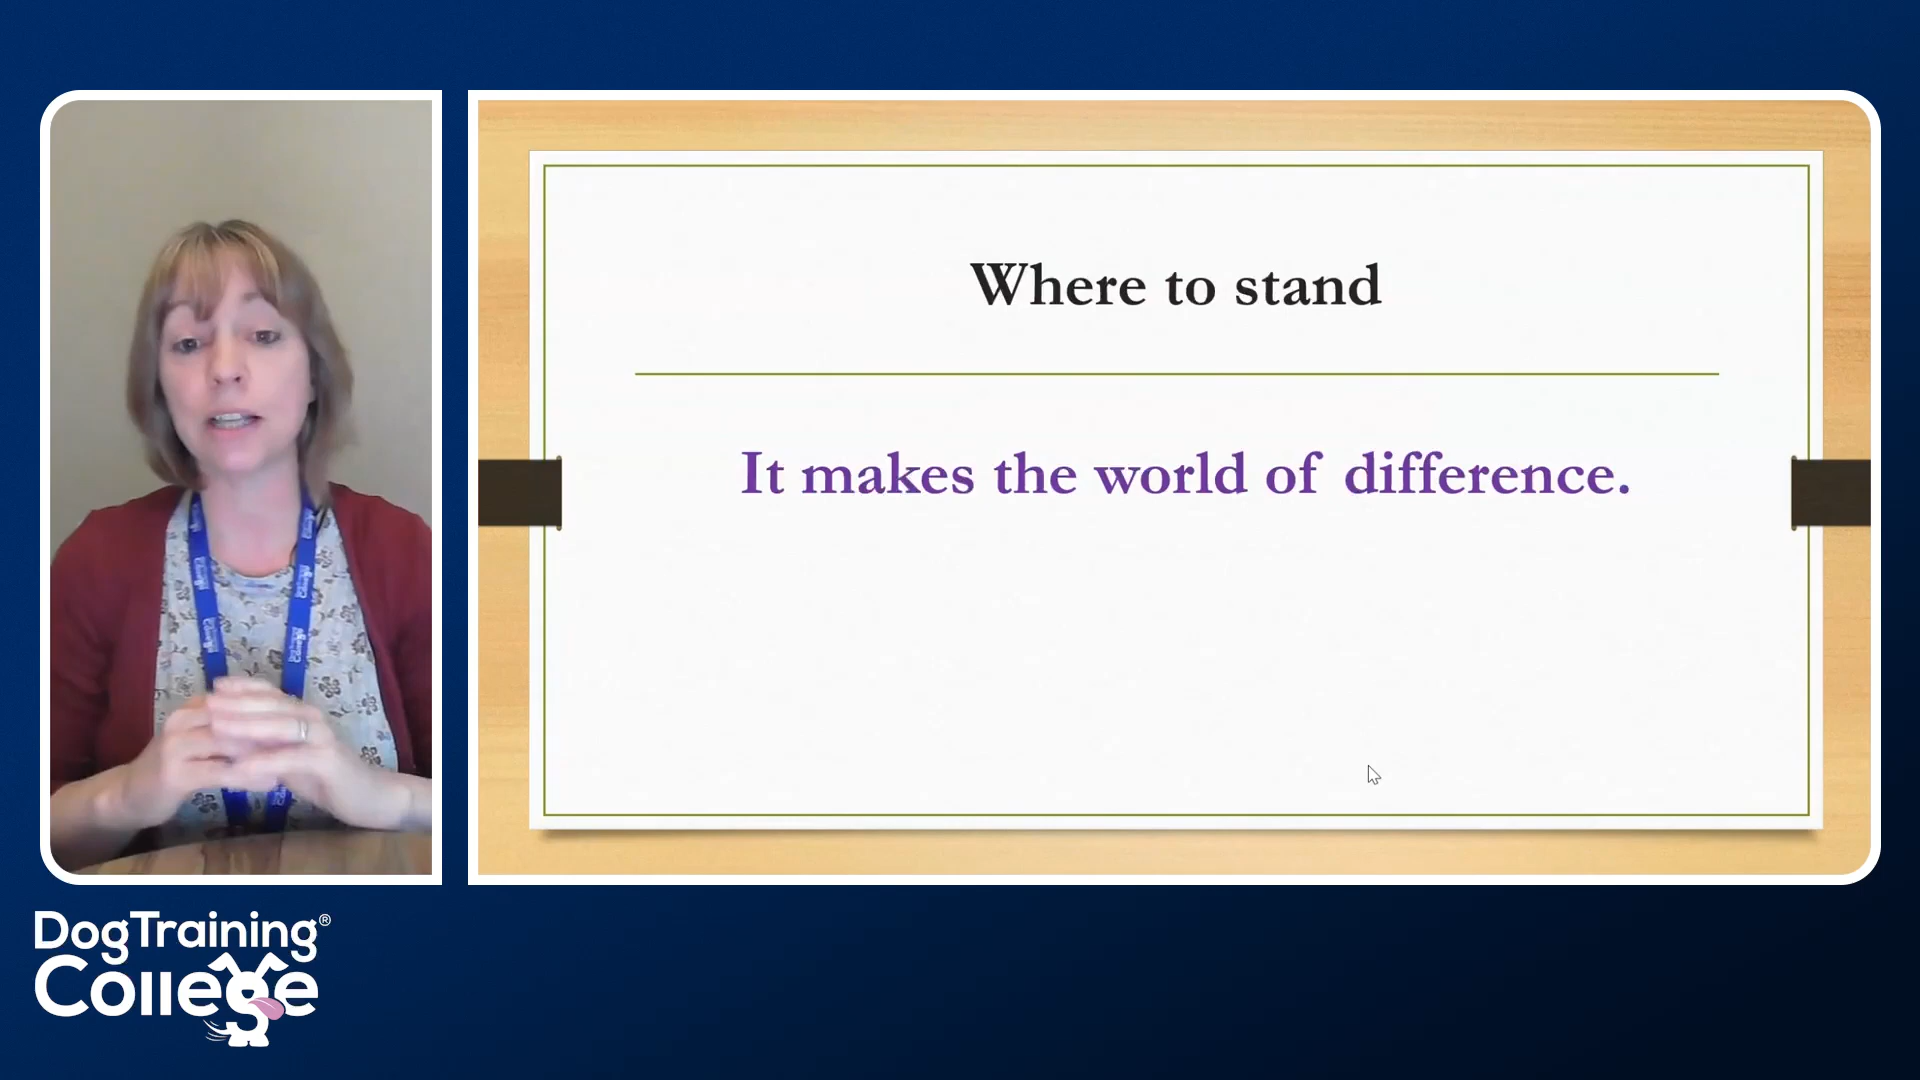 Where to stand
It makes the world of difference.
DogTraining®
College